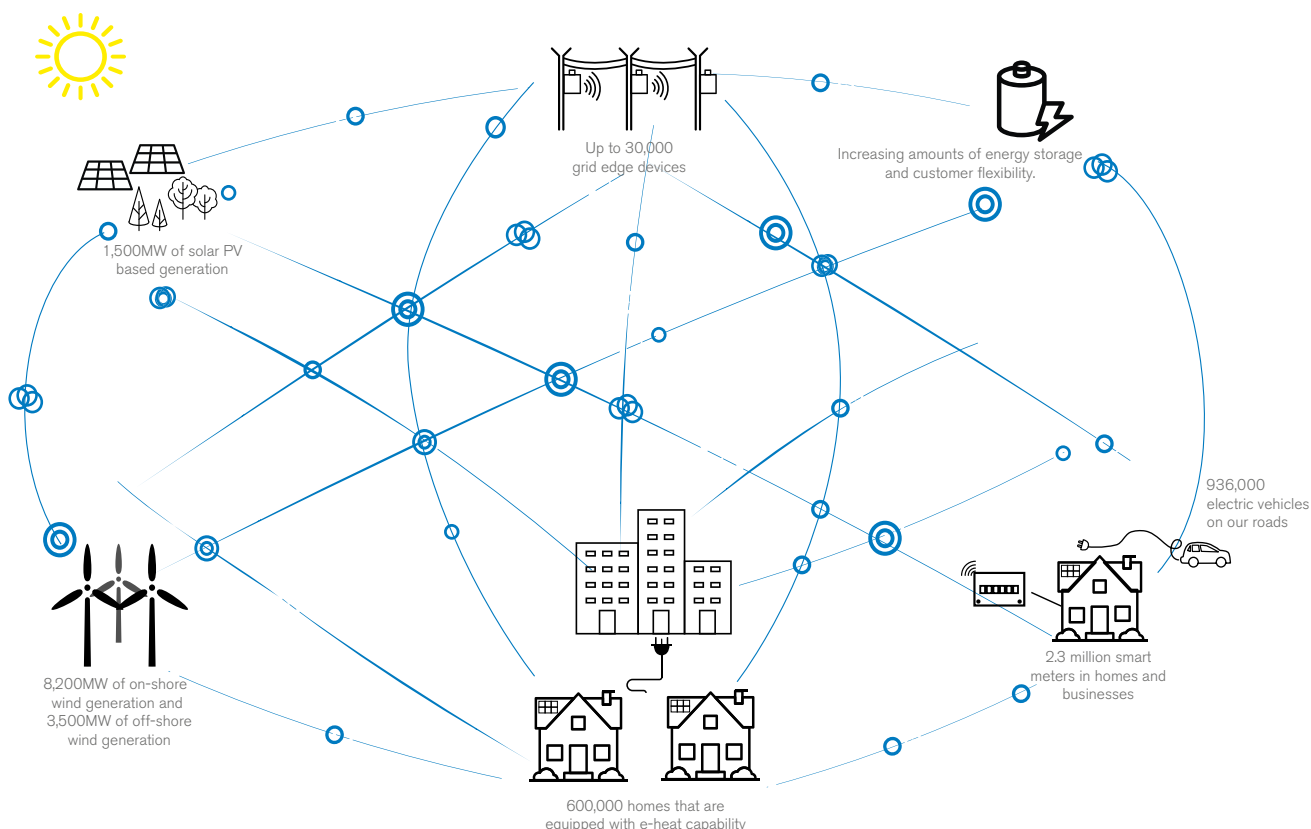 Up to 30,000
grid edge devices
Increasing amounts of energy storage
and customer flexibility.
1,500MW of solar PV
based generation
936,000
electric vehicles
on our roads
2.3 million smart
meters in homes and
businesses
8,200MW of on-shore
wind generation and
3,500MW of off-shore
wind generation
600,000 homes that are
equipped with e-heat capability